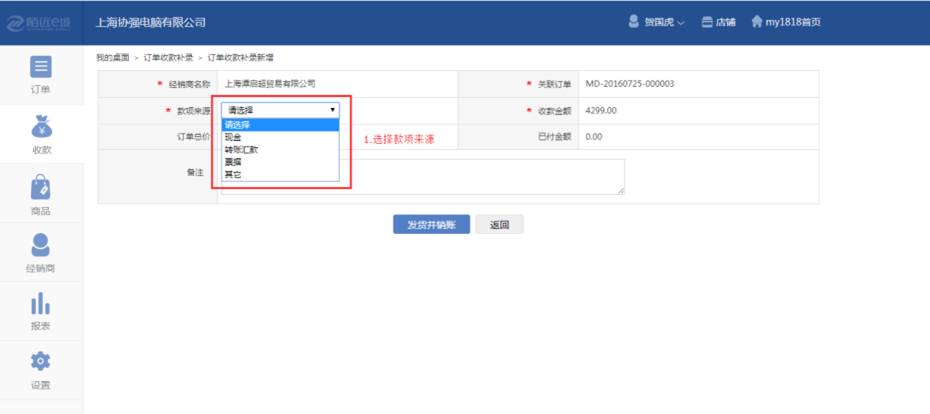 陌远e城 上海协强电脑有限公司 贺国虎 店铺 my1818首页
我的桌面 > 订单收款补录 > 订单收款补录新增
订单
收款
商品
经销商
报表
设置
* 经销商名称 上海谭启超贸易有限公司 * 关联订单 MD-20160725-000003
* 款项来源 请选择 * 收款金额 4299.00
请选择
现金
转账汇款
票据
其它
订单总价 1.选择款项来源 已付金额 0.00
备注
发货并销账 返回